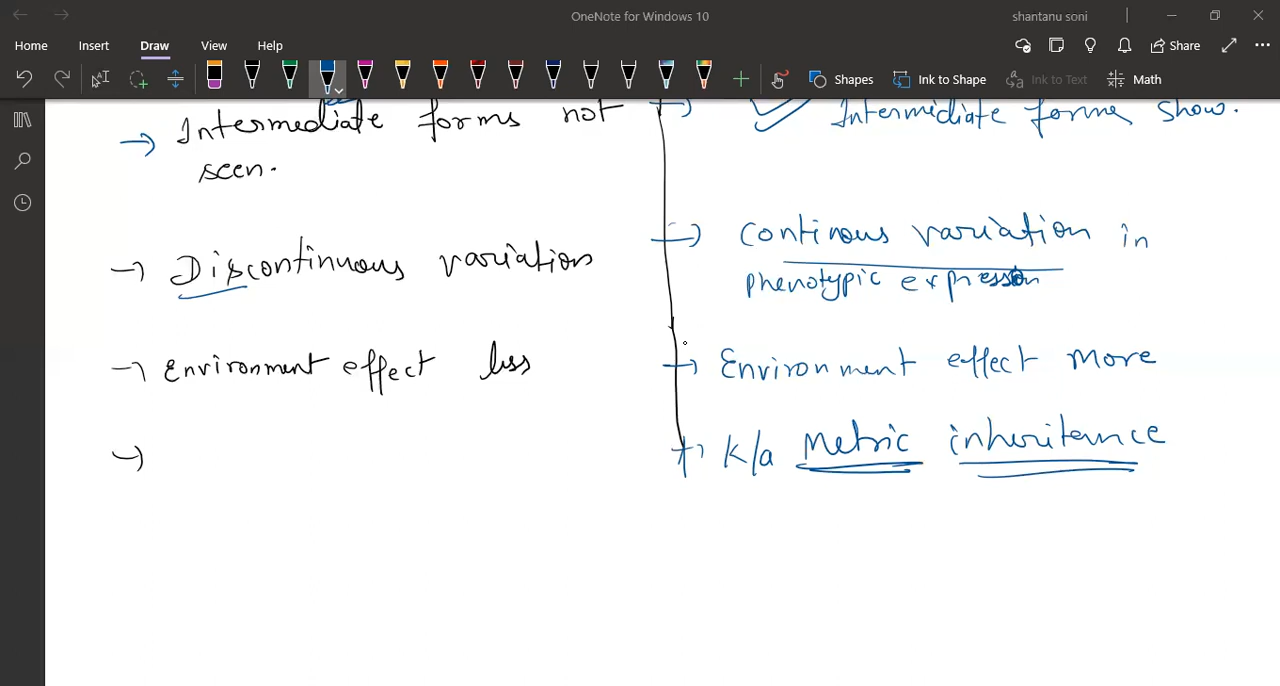 OneNote for Windows 10
shantanu soni
Home Insert Draw View Help
Share
Shapes Ink to Shape Ink to Text Math
→ Intermediate forms not
seen.
→ Intermediate forms show.
→ Discontinuous variation
→ continous variation in
phenotypic expression
→ Environment effect less
→ Environment effect More
→
→ K/a Metric inheritence